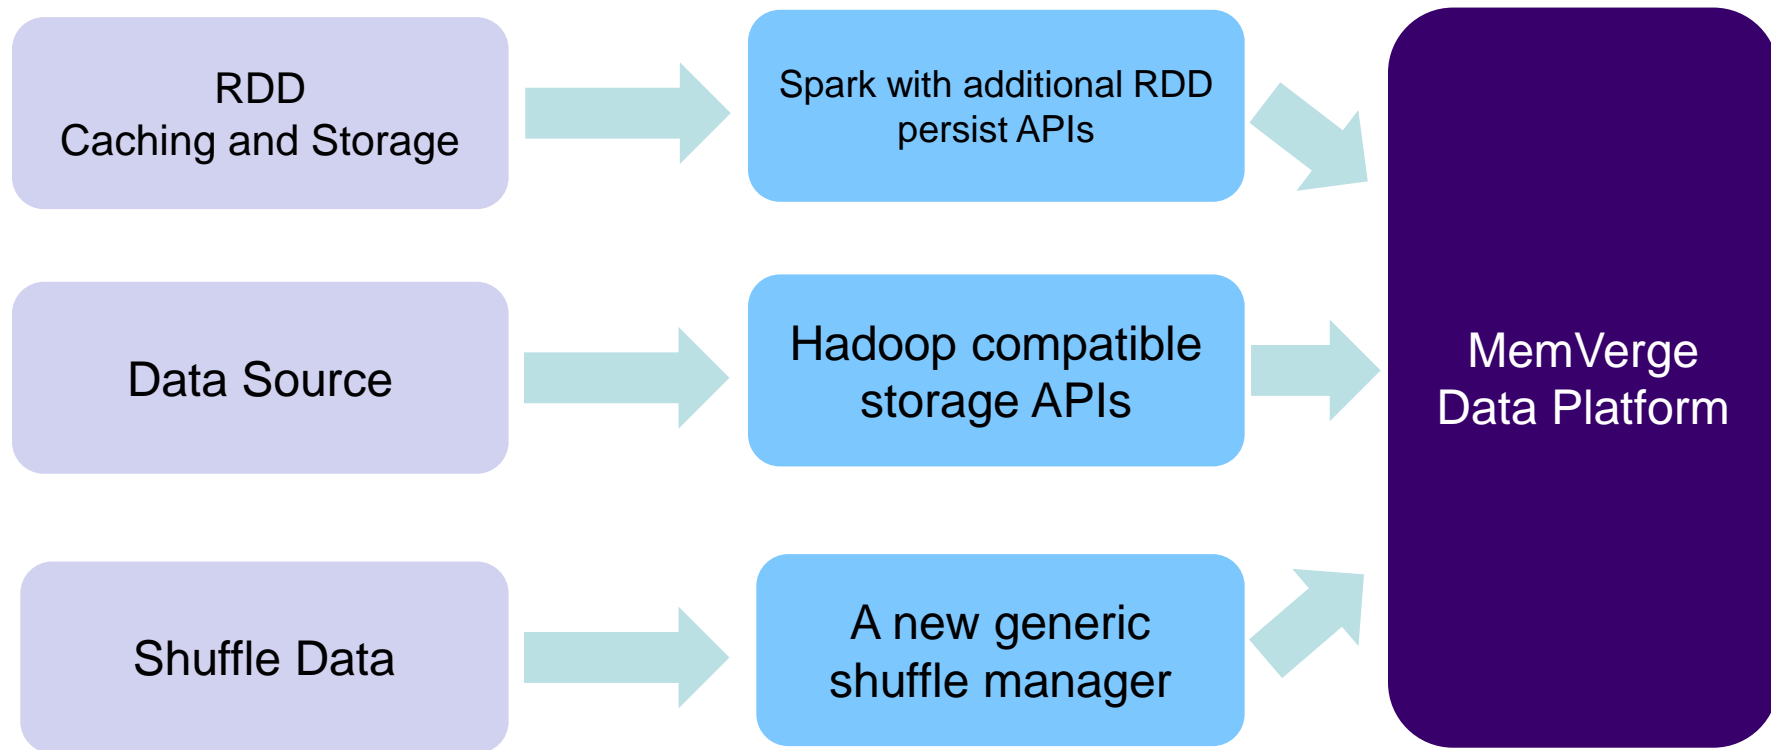 RDD
Caching and Storage
Spark with additional RDD
persist APIs
Data Source
Hadoop compatible
storage APIs
MemVerge
Data Platform
Shuffle Data
A new generic
shuffle manager